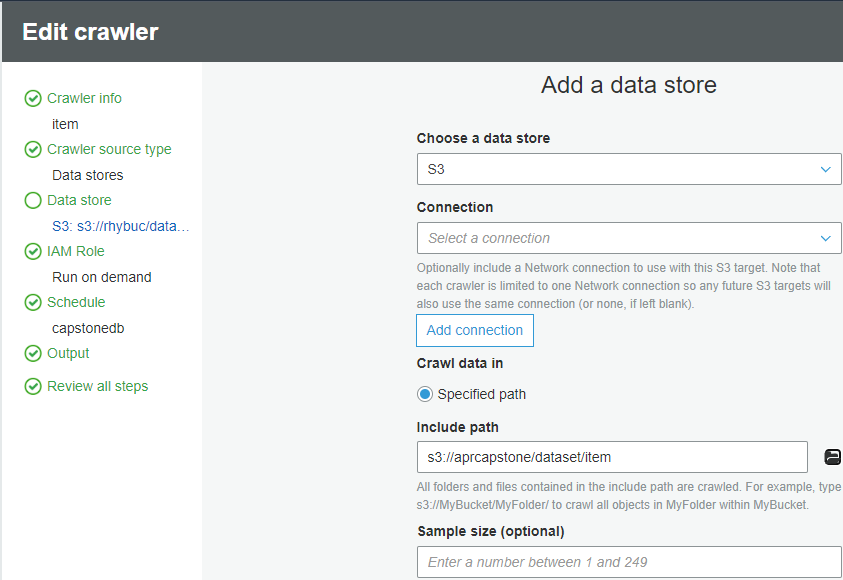 Edit crawler
Crawler info
item
Crawler source type
Data stores
Data store
S3: s3://rhybuc/data…
IAM Role
Run on demand
Schedule
capstonedb
Output
Review all steps
Add a data store
Choose a data store
S3
Connection
Select a connection
Optionally include a Network connection to use with this S3 target. Note that
each crawler is limited to one Network connection so any future S3 targets will
also use the same connection (or none, if left blank).
Add connection
Crawl data in
Specified path
Include path
s3://aprcapstone/dataset/item
All folders and files contained in the include path are crawled. For example, type
s3://MyBucket/MyFolder/ to crawl all objects in MyFolder within MyBucket.
Sample size (optional)
Enter a number between 1 and 249